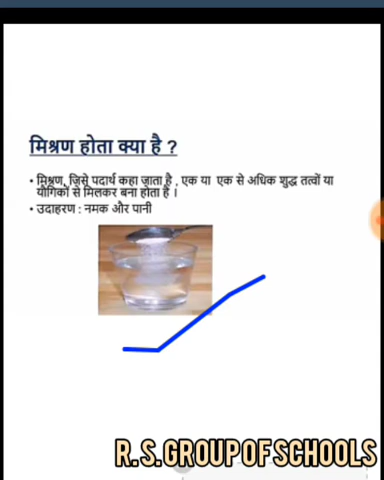 मिश्रण होता क्या है ?
• मिश्रण, जिसे पदार्थ कहा जाता है , एक या एक से अधिक शुद्ध तत्वों या
यौगिकों से मिलकर बना होता है ।
• उदाहरण : नमक और पानी
R.S.GROUP OF SCHOOLS